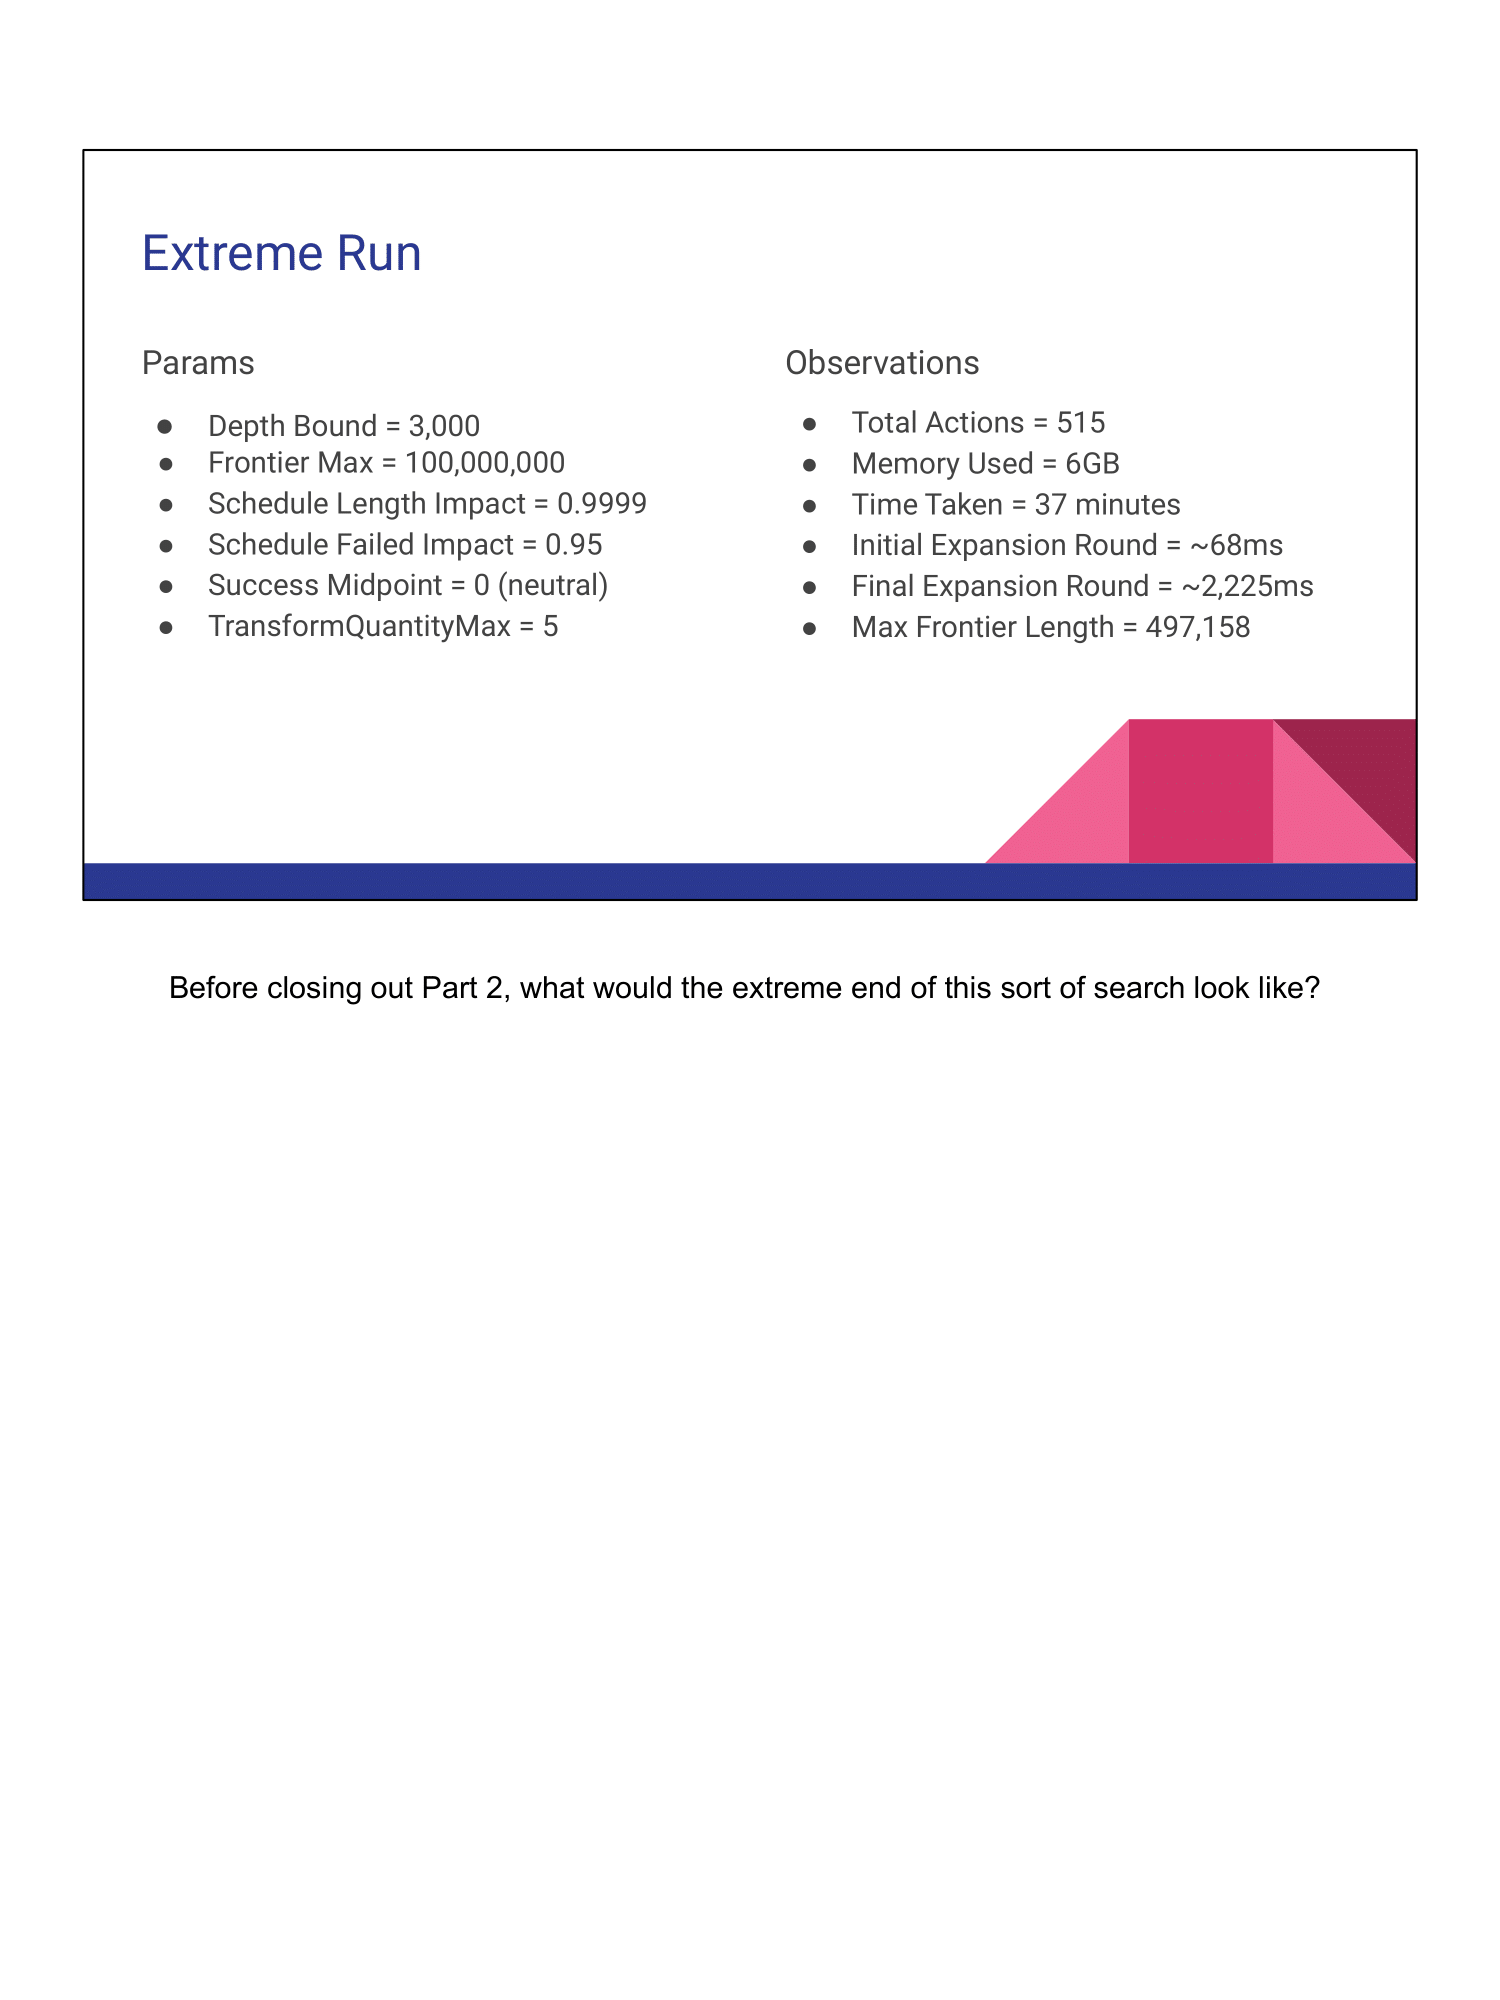 Extreme Run
Params
● Depth Bound = 3,000
● Frontier Max = 100,000,000
● Schedule Length Impact = 0.9999
● Schedule Failed Impact = 0.95
● Success Midpoint = 0 (neutral)
● TransformQuantityMax = 5
Observations
● Total Actions = 515
● Memory Used = 6GB
● Time Taken = 37 minutes
● Initial Expansion Round = ~68ms
● Final Expansion Round = ~2,225ms
● Max Frontier Length = 497,158
Before closing out Part 2, what would the extreme end of this sort of search look like?